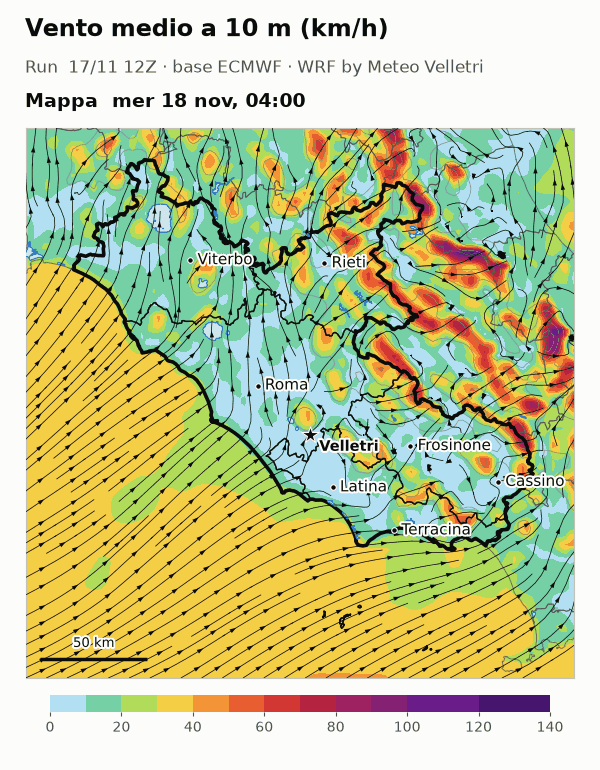 Vento medio a 10 m (km/h)
Run  17/11 12Z · base ECMWF · WRF by Meteo Velletri
Mappa  mer 18 nov, 04:00
Viterbo
Rieti
Roma
Velletri
Frosinone
Cassino
Latina
Terracina
50 km
0 20 40 60 80 100 120 140